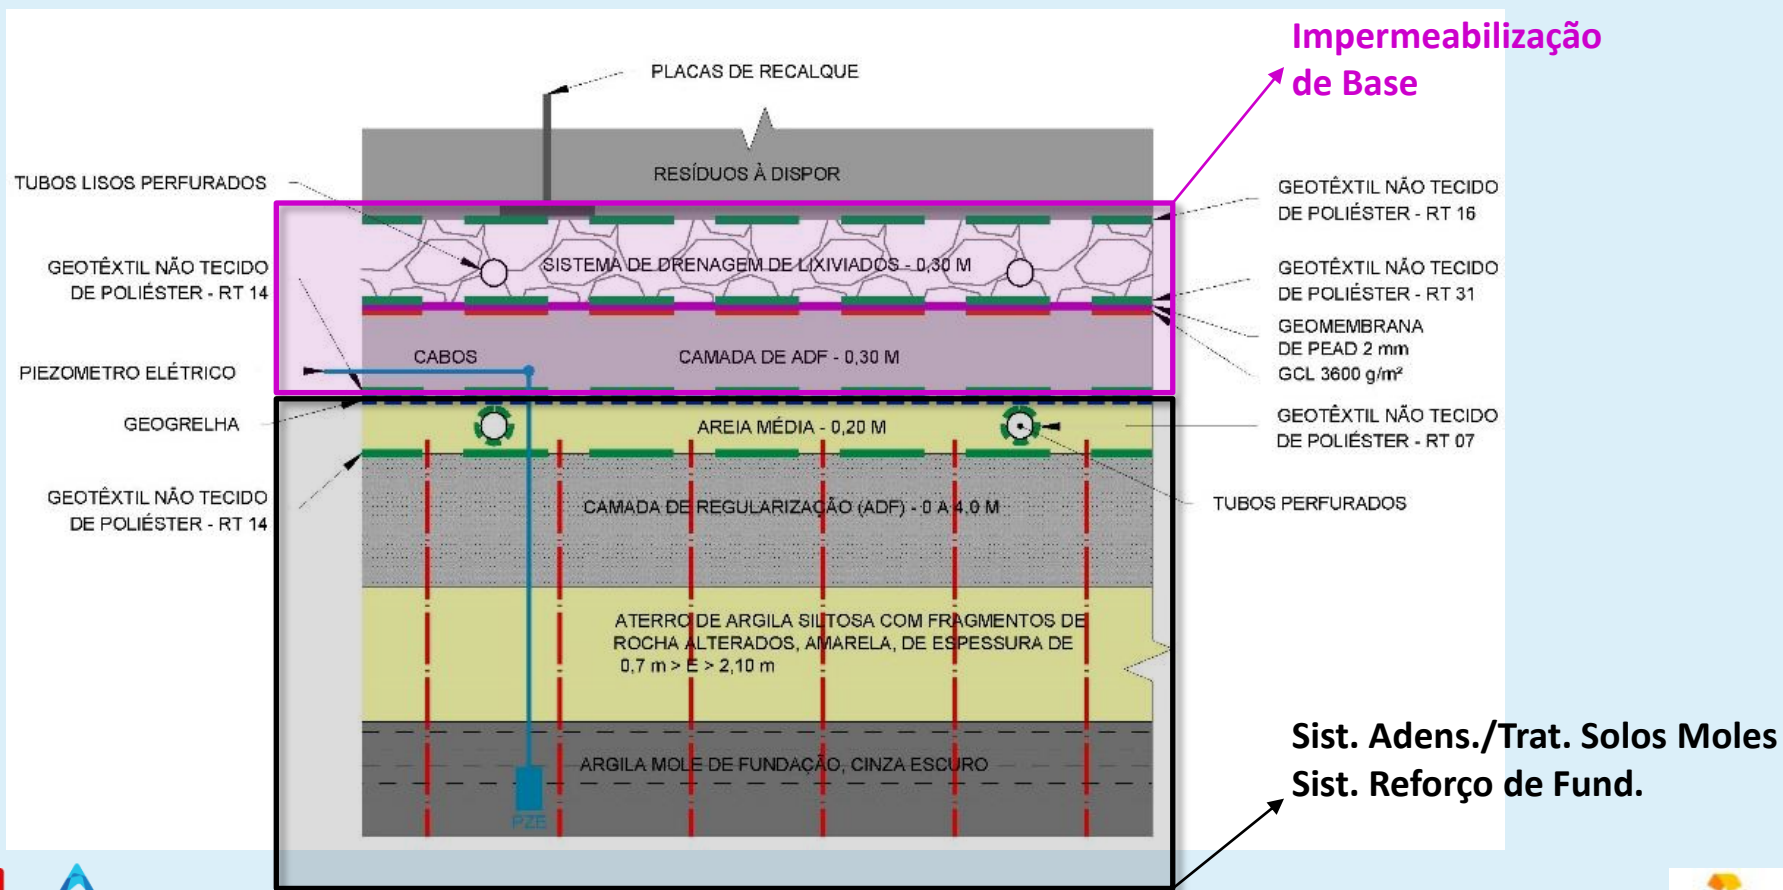 Impermeabilização
de Base
PLACAS DE RECALQUE
RESÍDUOS À DISPOR
TUBOS LISOS PERFURADOS
GEOTÊXTIL NÃO TECIDO
DE POLIÉSTER - RT 16
SISTEMA DE DRENAGEM DE LIXIVIADOS - 0,30 M
GEOTÊXTIL NÃO TECIDO
DE POLIÉSTER - RT 14
GEOTÊXTIL NÃO TECIDO
DE POLIÉSTER - RT 31
GEOMEMBRANA
DE PEAD 2 mm
GCL 3600 g/m²
CABOS
CAMADA DE ADF - 0,30 M
PIEZOMETRO ELÉTRICO
GEOGRELHA
AREIA MÉDIA - 0,20 M
GEOTÊXTIL NÃO TECIDO
DE POLIÉSTER - RT 07
GEOTÊXTIL NÃO TECIDO
DE POLIÉSTER - RT 14
CAMADA DE REGULARIZAÇÃO (ADF) - 0 A 4,0 M
TUBOS PERFURADOS
ATERRO DE ARGILA SILTOSA COM FRAGMENTOS DE
ROCHA ALTERADOS, AMARELA, DE ESPESSURA DE
0,7 m > E > 2,10 m
ARGILA MOLE DE FUNDAÇÃO, CINZA ESCURO
PZE
Sist. Adens./Trat. Solos Moles
Sist. Reforço de Fund.